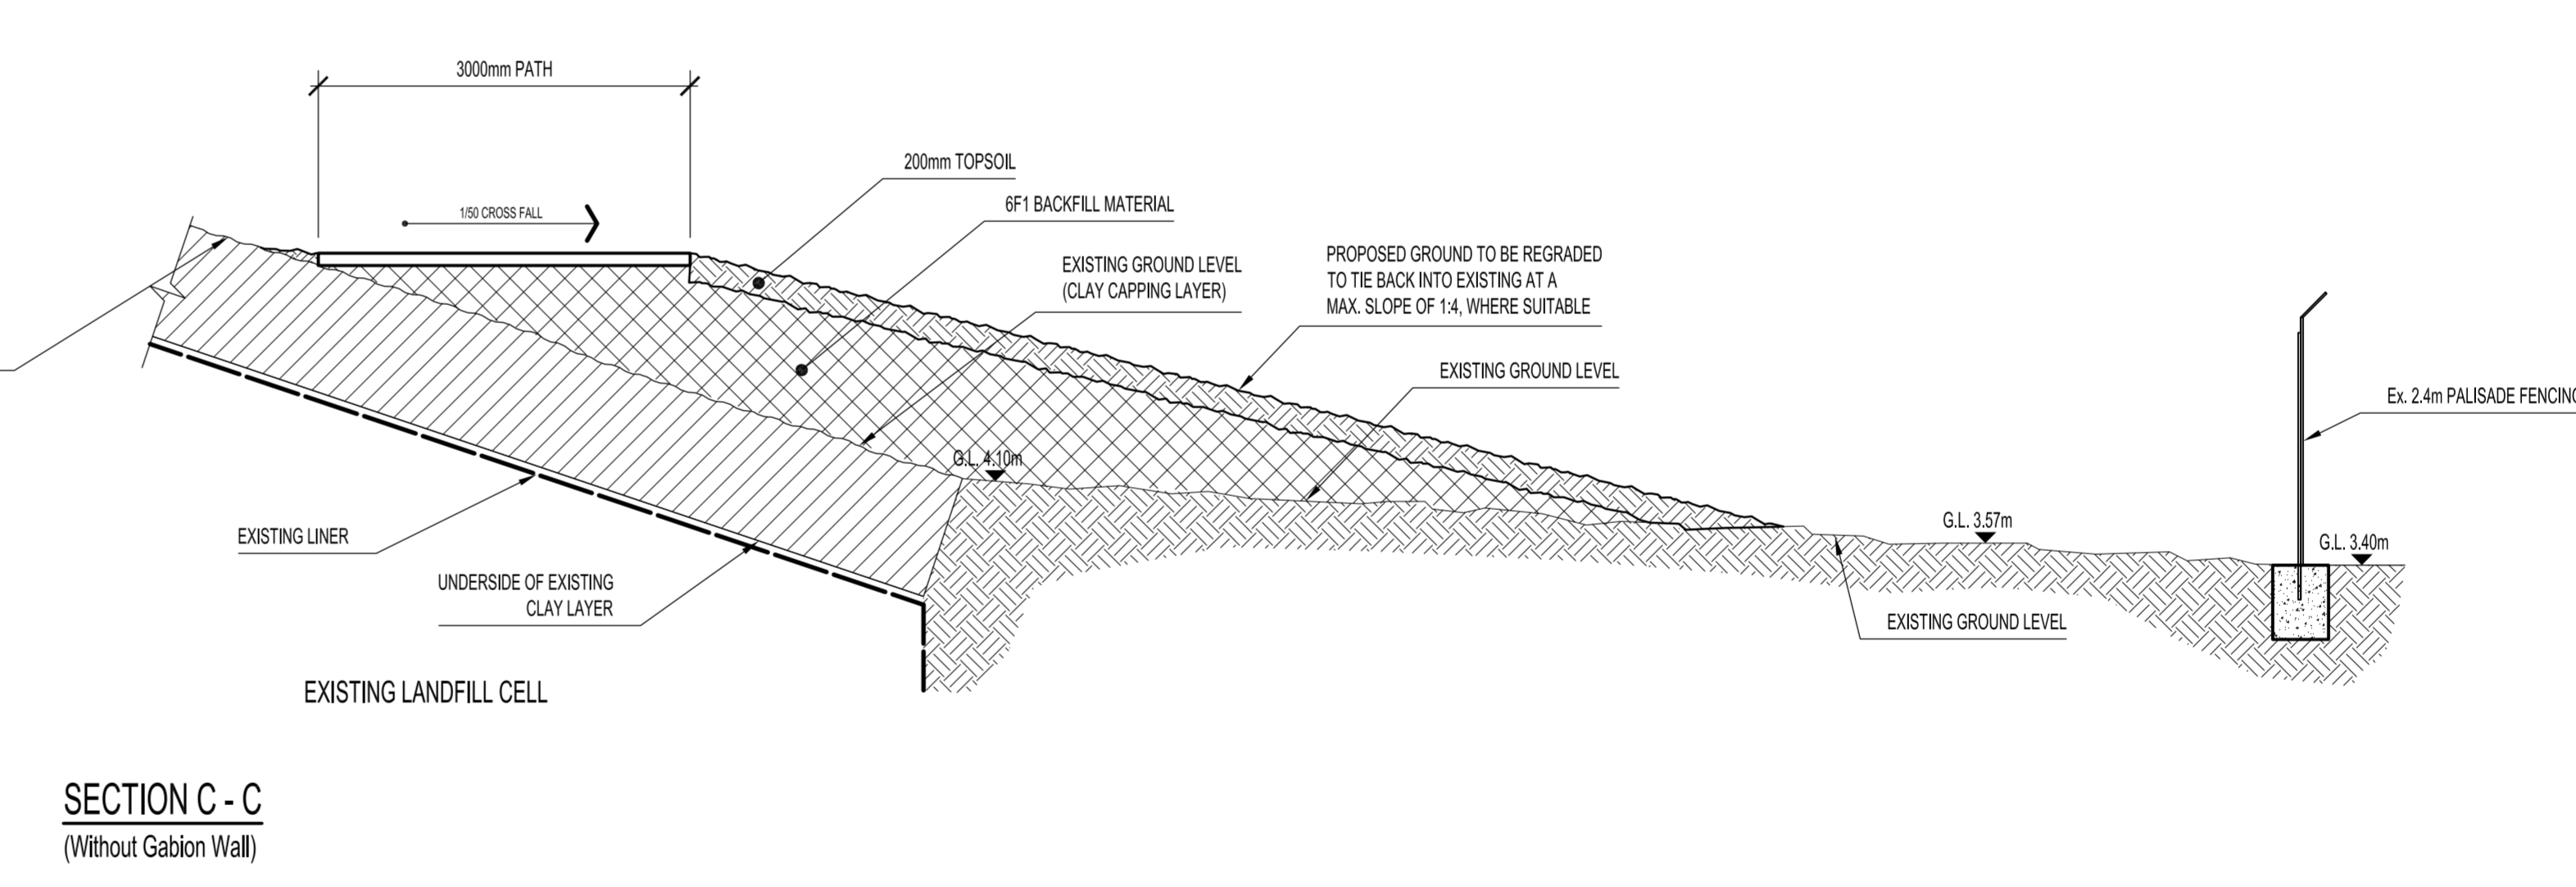 3000mm PATH
200mm TOPSOIL
1/50 CROSS FALL
6F1 BACKFILL MATERIAL
EXISTING GROUND LEVEL
(CLAY CAPPING LAYER)
PROPOSED GROUND TO BE REGRADED
TO TIE BACK INTO EXISTING AT A
MAX. SLOPE OF 1:4, WHERE SUITABLE
EXISTING GROUND LEVEL
Ex. 2.4m PALISADE FENCING
G.L. 4.10m
G.L. 3.57m
G.L. 3.40m
EXISTING LINER
UNDERSIDE OF EXISTING
CLAY LAYER
EXISTING GROUND LEVEL
EXISTING LANDFILL CELL
SECTION C - C
(Without Gabion Wall)